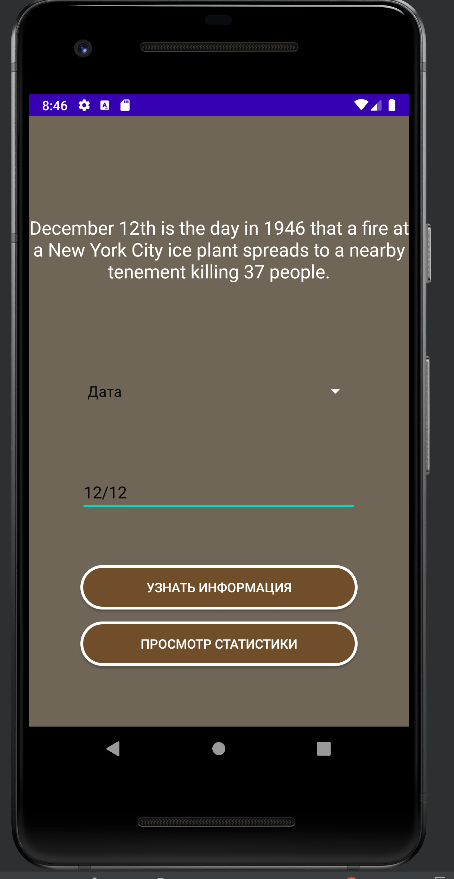 8:46
December 12th is the day in 1946 that a fire at
a New York City ice plant spreads to a nearby
tenement killing 37 people.
Дата
12/12
УЗНАТЬ ИНФОРМАЦИЯ
ПРОСМОТР СТАТИСТИКИ